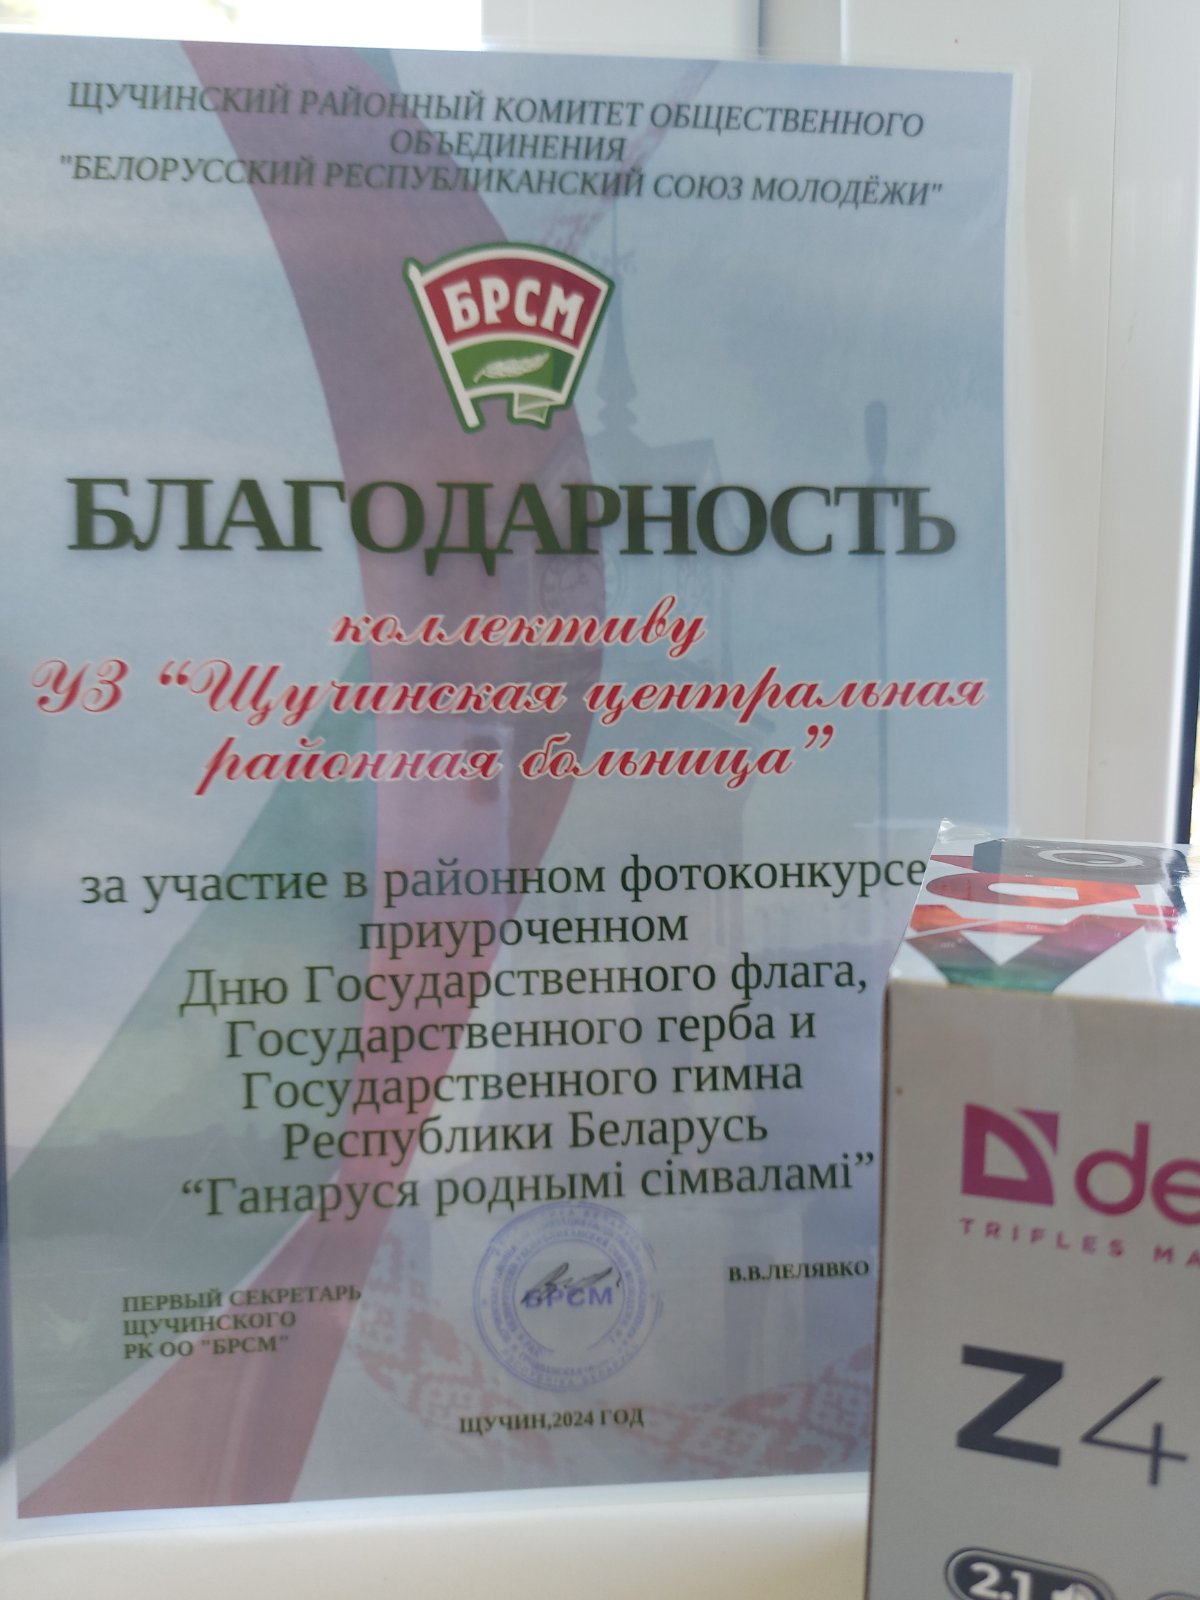 ЩУЧИНСКИЙ РАЙОННЫЙ КОМИТЕТ ОБЩЕСТВЕННОГО
ОБЪЕДИНЕНИЯ
"БЕЛОРУССКИЙ РЕСПУБЛИКАНСКИЙ СОЮЗ МОЛОДЁЖИ"
БРСМ
БЛАГОДАРНОСТЬ
коллективу
УЗ “Щучинская центральная
районная больница”
за участие в районном фотоконкурсе
приуроченном
Дню Государственного флага,
Государственного герба и
Государственного гимна
Республики Беларусь
“Ганаруся роднымі сімваламі”
ПЕРВЫЙ СЕКРЕТАРЬ
ЩУЧИНСКОГО
РК ОО "БРСМ"
БРСМ
В.В.ЛЕЛЯВКО
ЩУЧИН,2024 ГОД
de
TRIFLES MA
Z4
2.1